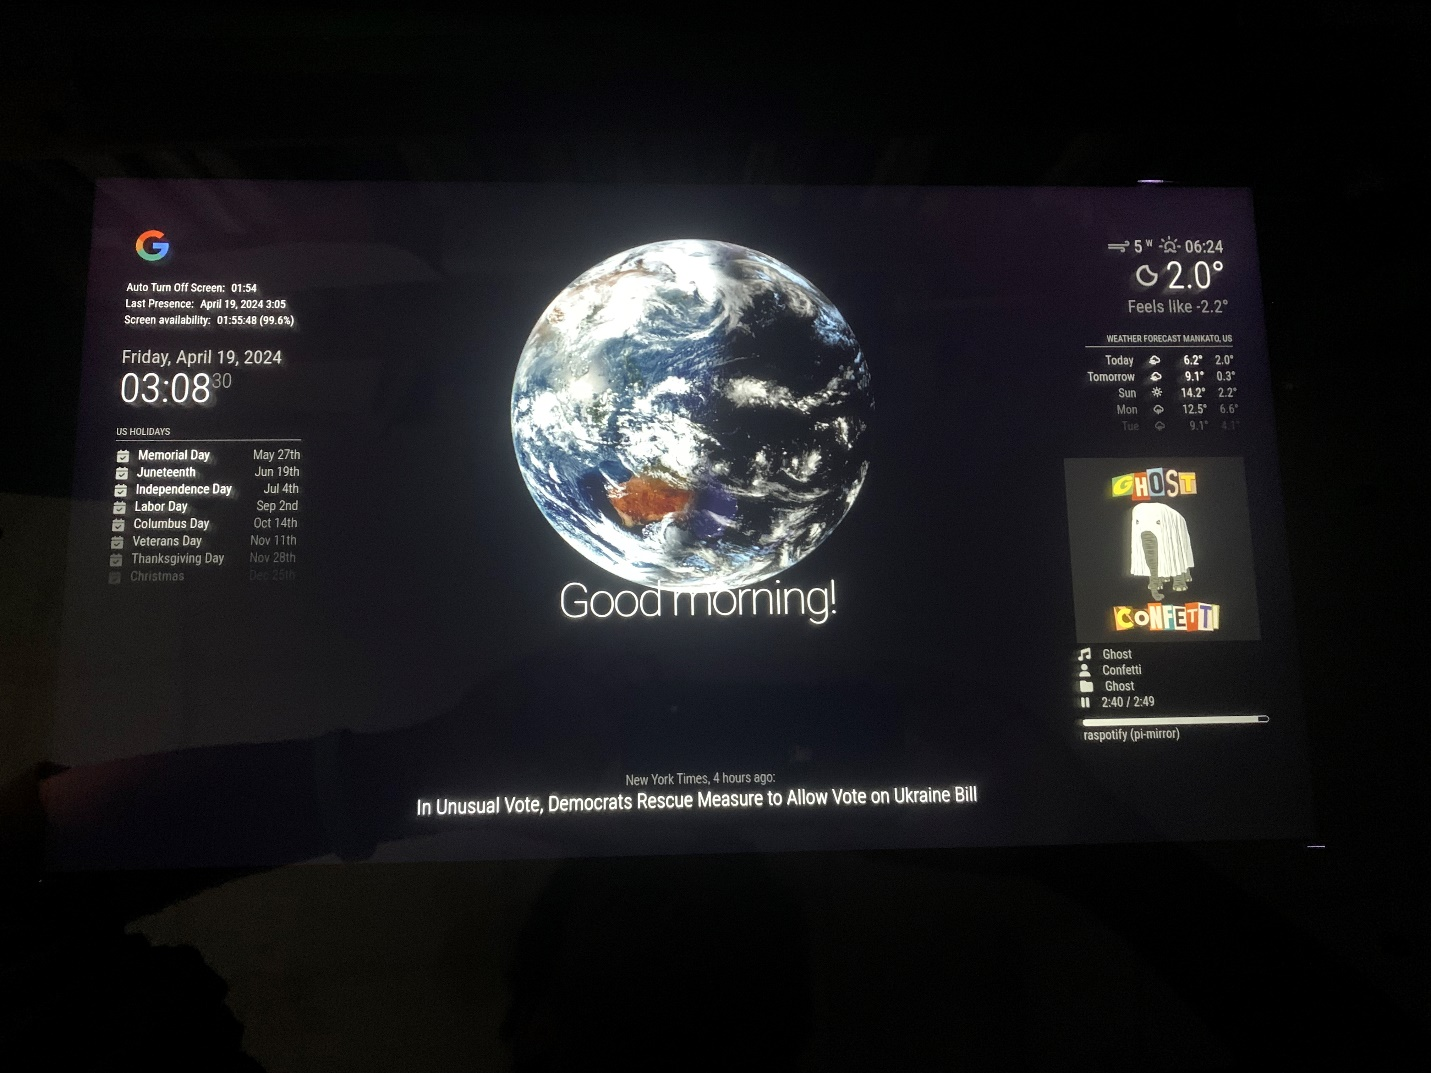 G
Auto Turn Off Screen: 01:54
Last Presence: April 19, 2024 3:05
Screen availability: 01:55:48 (99.6%)
Friday, April 19, 2024
03:08 30
US HOLIDAYS
Memorial Day May 27th
Juneteenth Jun 19th
Independence Day Jul 4th
Labor Day Sep 2nd
Columbus Day Oct 14th
Veterans Day Nov 11th
Thanksgiving Day Nov 28th
Christmas Dec 25th
Good morning!
New York Times, 4 hours ago:
In Unusual Vote, Democrats Rescue Measure to Allow Vote on Ukraine Bill
5 W 06:24
2.0°
Feels like -2.2°
WEATHER FORECAST MANKATO, US
Today 6.2° 2.0°
Tomorrow 9.1° 0.3°
Sun 14.2° 2.2°
Mon 12.5° 6.6°
Tue 9.1° 4.1°
GHOST
CONFETTI
Ghost
Confetti
Ghost
2:40 / 2:49
raspotify (pi-mirror)